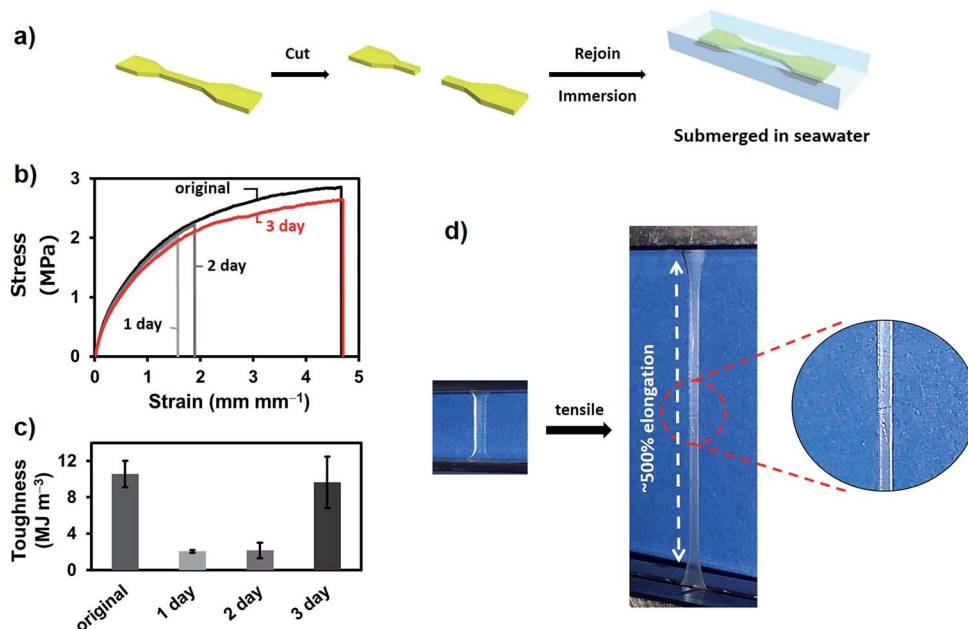 a)
Cut
Rejoin
Immersion
Submerged in seawater
b)
3
2
1
0
Stress
(MPa)
original
3 day
2 day
1 day
0 1 2 3 4 5
Strain (mm mm⁻¹)
c)
12
8
4
0
Toughness
(MJ m⁻³)
original
1 day
2 day
3 day
d)
tensile
~500% elongation